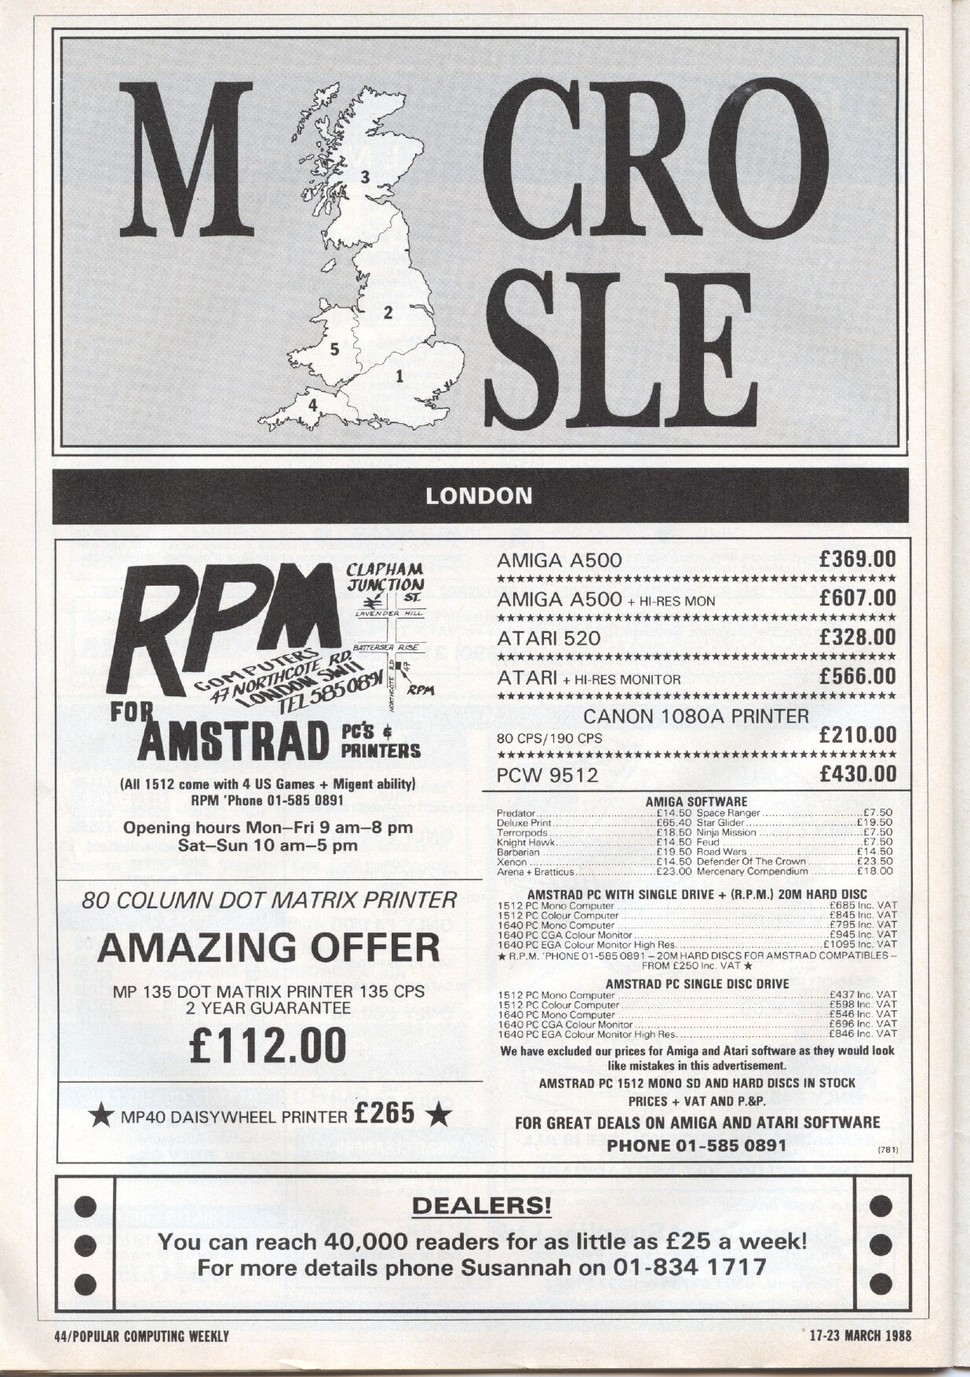 M CRO
SLE
3
2
5
1
4
LONDON
RPM
COMPUTERS
47 NORTHCOTE RD.
LONDON SW11
TEL 585 0891
CLAPHAM
JUNCTION
ST.
LAVENDER HILL
BATTERSEA RISE
NORTHCOTE RD
47
RPM
FOR
AMSTRAD PC'S &
PRINTERS
(All 1512 come with 4 US Games + Migent ability)
RPM 'Phone 01-585 0891
Opening hours Mon–Fri 9 am–8 pm
Sat–Sun 10 am–5 pm
80 COLUMN DOT MATRIX PRINTER
AMAZING OFFER
MP 135 DOT MATRIX PRINTER 135 CPS
2 YEAR GUARANTEE
£112.00
★ MP40 DAISYWHEEL PRINTER £265 ★
AMIGA A500 £369.00
AMIGA A500 + HI-RES MON £607.00
ATARI 520 £328.00
ATARI + HI-RES MONITOR £566.00
CANON 1080A PRINTER
80 CPS/190 CPS £210.00
PCW 9512 £430.00
AMIGA SOFTWARE
Predator £14.50 Space Ranger £7.50
Deluxe Print £65.40 Star Glider £19.50
Terrorpods £18.50 Ninja Mission £7.50
Knight Hawk £14.50 Feud £7.50
Barbarian £19.50 Road Wars £14.50
Xenon £14.50 Defender Of The Crown £23.50
Arena + Bratticus £23.00 Mercenary Compendium £18.00
AMSTRAD PC WITH SINGLE DRIVE + (R.P.M.) 20M HARD DISC
1512 PC Mono Computer £685 Inc. VAT
1512 PC Colour Computer £845 Inc. VAT
1640 PC Mono Computer £795 Inc. VAT
1640 PC CGA Colour Monitor £945 Inc. VAT
1640 PC EGA Colour Monitor High Res. £1095 Inc. VAT
★ R.P.M. 'PHONE 01-585 0891 – 20M HARD DISCS FOR AMSTRAD COMPATIBLES –
FROM £250 Inc. VAT ★
AMSTRAD PC SINGLE DISC DRIVE
1512 PC Mono Computer £437 Inc. VAT
1512 PC Colour Computer £598 Inc. VAT
1640 PC Mono Computer £546 Inc. VAT
1640 PC CGA Colour Monitor £696 Inc. VAT
1640 PC EGA Colour Monitor High Res. £846 Inc. VAT
We have excluded our prices for Amiga and Atari software as they would look
like mistakes in this advertisement.
AMSTRAD PC 1512 MONO SD AND HARD DISCS IN STOCK
PRICES + VAT AND P.&P.
FOR GREAT DEALS ON AMIGA AND ATARI SOFTWARE
PHONE 01-585 0891
(781)
DEALERS!
You can reach 40,000 readers for as little as £25 a week!
For more details phone Susannah on 01-834 1717
44/POPULAR COMPUTING WEEKLY
17-23 MARCH 1988